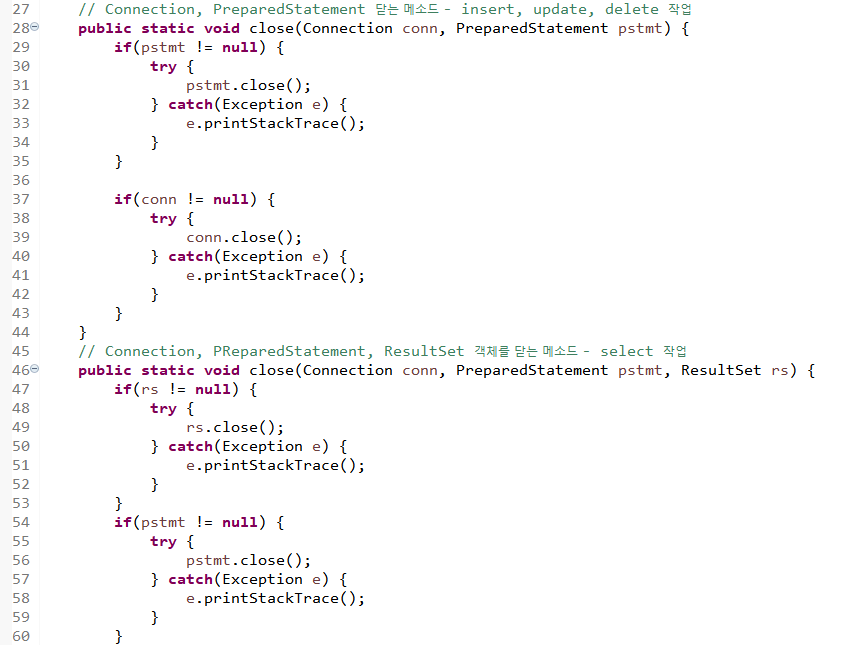 27 // Connection, PreparedStatement 닫는 메소드 - insert, update, delete 작업
28 public static void close(Connection conn, PreparedStatement pstmt) {
29 if(pstmt != null) {
30 try {
31 pstmt.close();
32 } catch(Exception e) {
33 e.printStackTrace();
34 }
35 }
36
37 if(conn != null) {
38 try {
39 conn.close();
40 } catch(Exception e) {
41 e.printStackTrace();
42 }
43 }
44 }
45 // Connection, PReparedStatement, ResultSet 객체를 닫는 메소드 - select 작업
46 public static void close(Connection conn, PreparedStatement pstmt, ResultSet rs) {
47 if(rs != null) {
48 try {
49 rs.close();
50 } catch(Exception e) {
51 e.printStackTrace();
52 }
53 }
54 if(pstmt != null) {
55 try {
56 pstmt.close();
57 } catch(Exception e) {
58 e.printStackTrace();
59 }
60 }